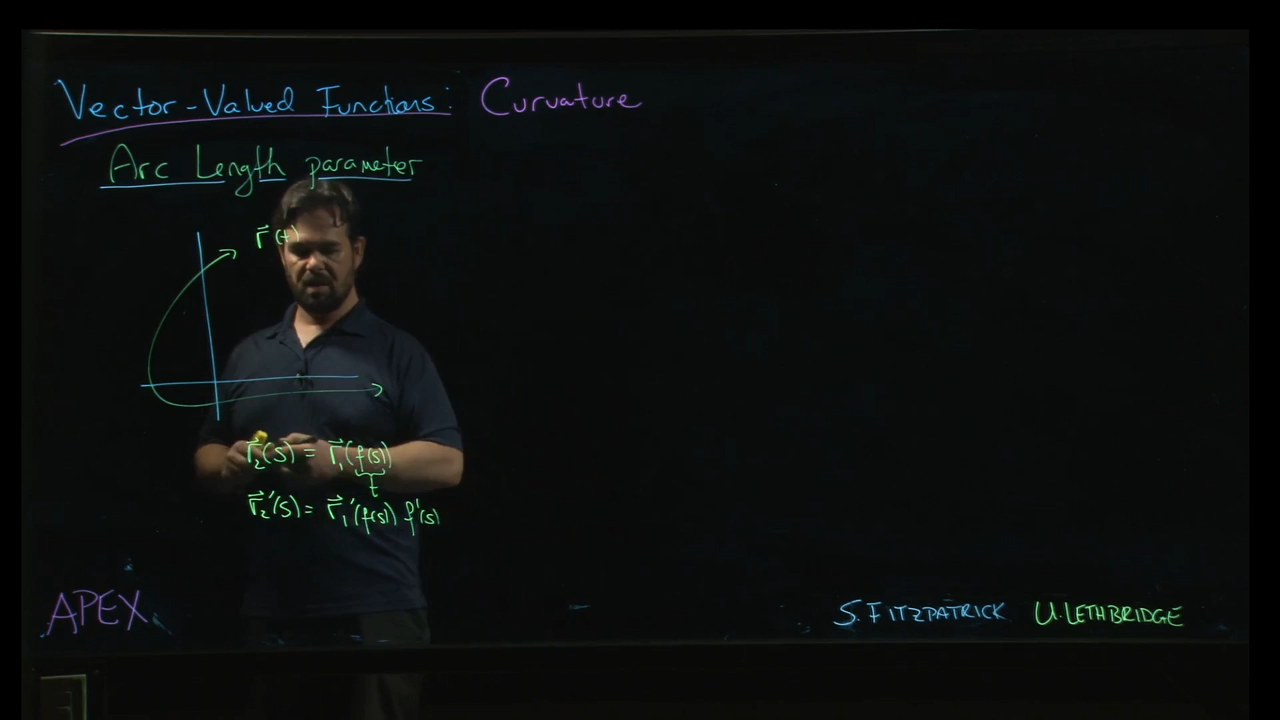 Vector-Valued Functions: Curvature
Arc Length parameter
r⃗(t)
r⃗₂(s) = r⃗₁(f(s))
t
r⃗₂'(s) = r⃗₁'(f(s)) f'(s)
APEX
S. FITZPATRICK U. LETHBRIDGE